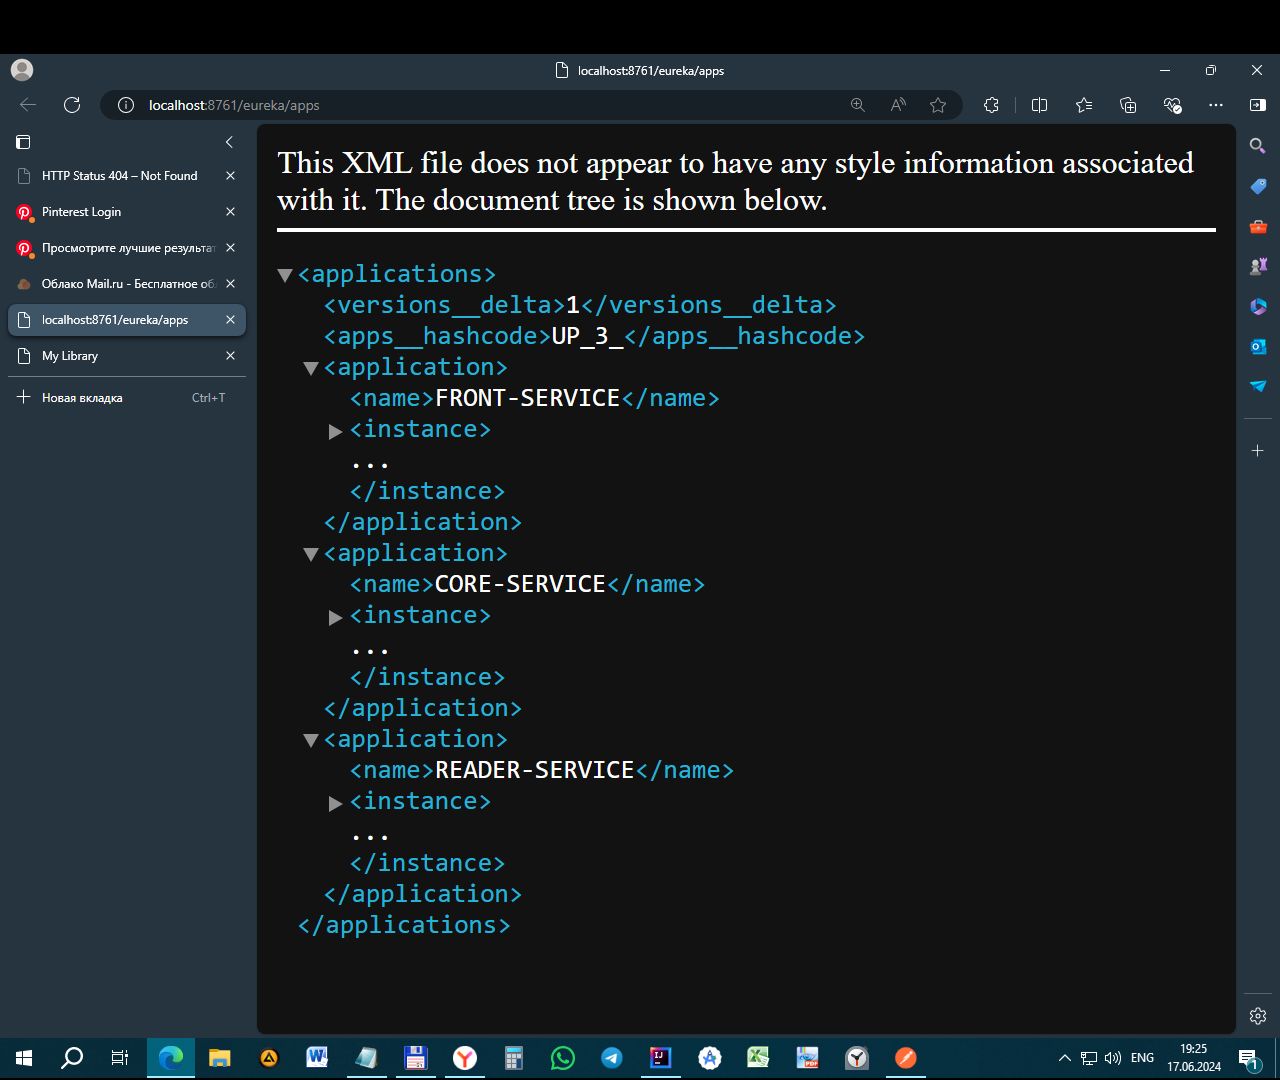 localhost:8761/eureka/apps
localhost:8761/eureka/apps
HTTP Status 404 – Not Found
Pinterest Login
Просмотрите лучшие результат
Облако Mail.ru - Бесплатное об
localhost:8761/eureka/apps
My Library
Новая вкладка Ctrl+T
This XML file does not appear to have any style information associated
with it. The document tree is shown below.
<applications>
<versions__delta>1</versions__delta>
<apps__hashcode>UP_3_</apps__hashcode>
<application>
<name>FRONT-SERVICE</name>
<instance>
...
</instance>
</application>
<application>
<name>CORE-SERVICE</name>
<instance>
...
</instance>
</application>
<application>
<name>READER-SERVICE</name>
<instance>
...
</instance>
</application>
</applications>
ENG
19:25
17.06.2024
1